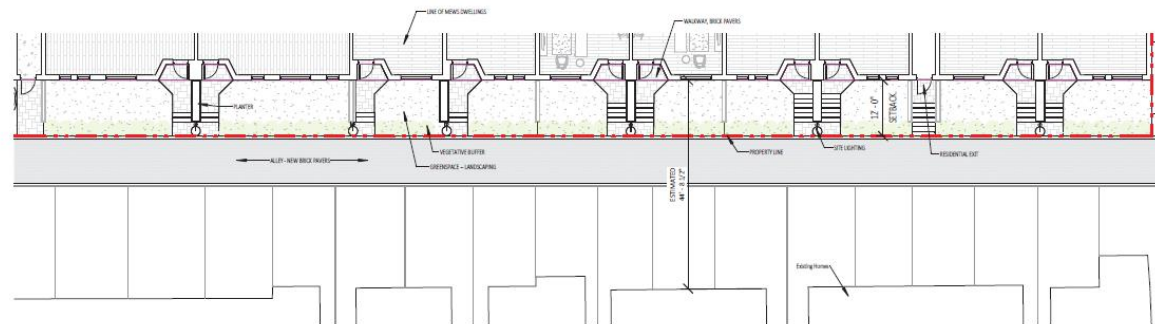 LINE OF MEWS DWELLINGS
WALKWAY, BRICK PAVERS
PLANTER
12' - 0"
SETBACK
VEGETATIVE BUFFER
PROPERTY LINE
SITE LIGHTING
RESIDENTIAL EXIT
ALLEY - NEW BRICK PAVERS
GREENSPACE – LANDSCAPING
ESTIMATED
44' - 8 1/2"
Existing Homes